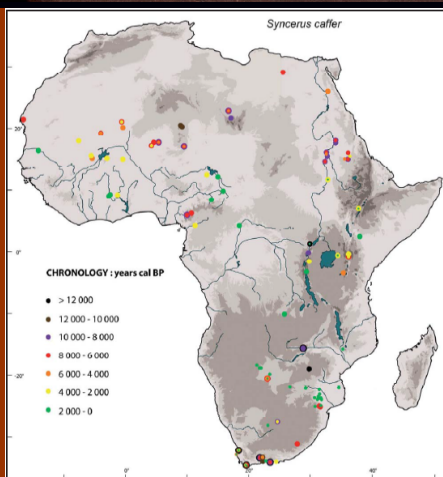 Syncerus caffer
20°
0°
CHRONOLOGY : years cal BP
> 12 000
12 000 - 10 000
10 000 - 8 000
8 000 - 6 000
6 000 - 4 000
4 000 - 2 000
2 000 - 0
-20°
0°
20°
40°